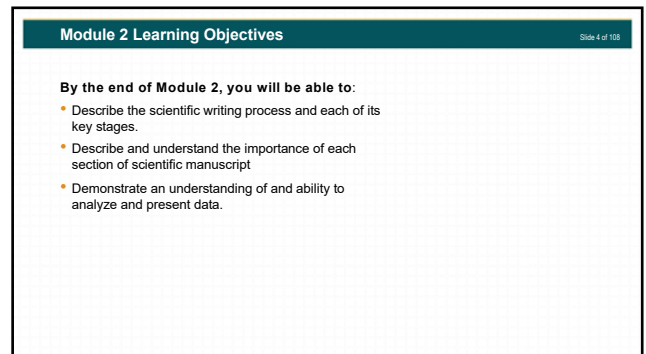 Module 2 Learning Objectives
Slide 4 of 108
By the end of Module 2, you will be able to:
• Describe the scientific writing process and each of its
key stages.
• Describe and understand the importance of each
section of scientific manuscript
• Demonstrate an understanding of and ability to
analyze and present data.